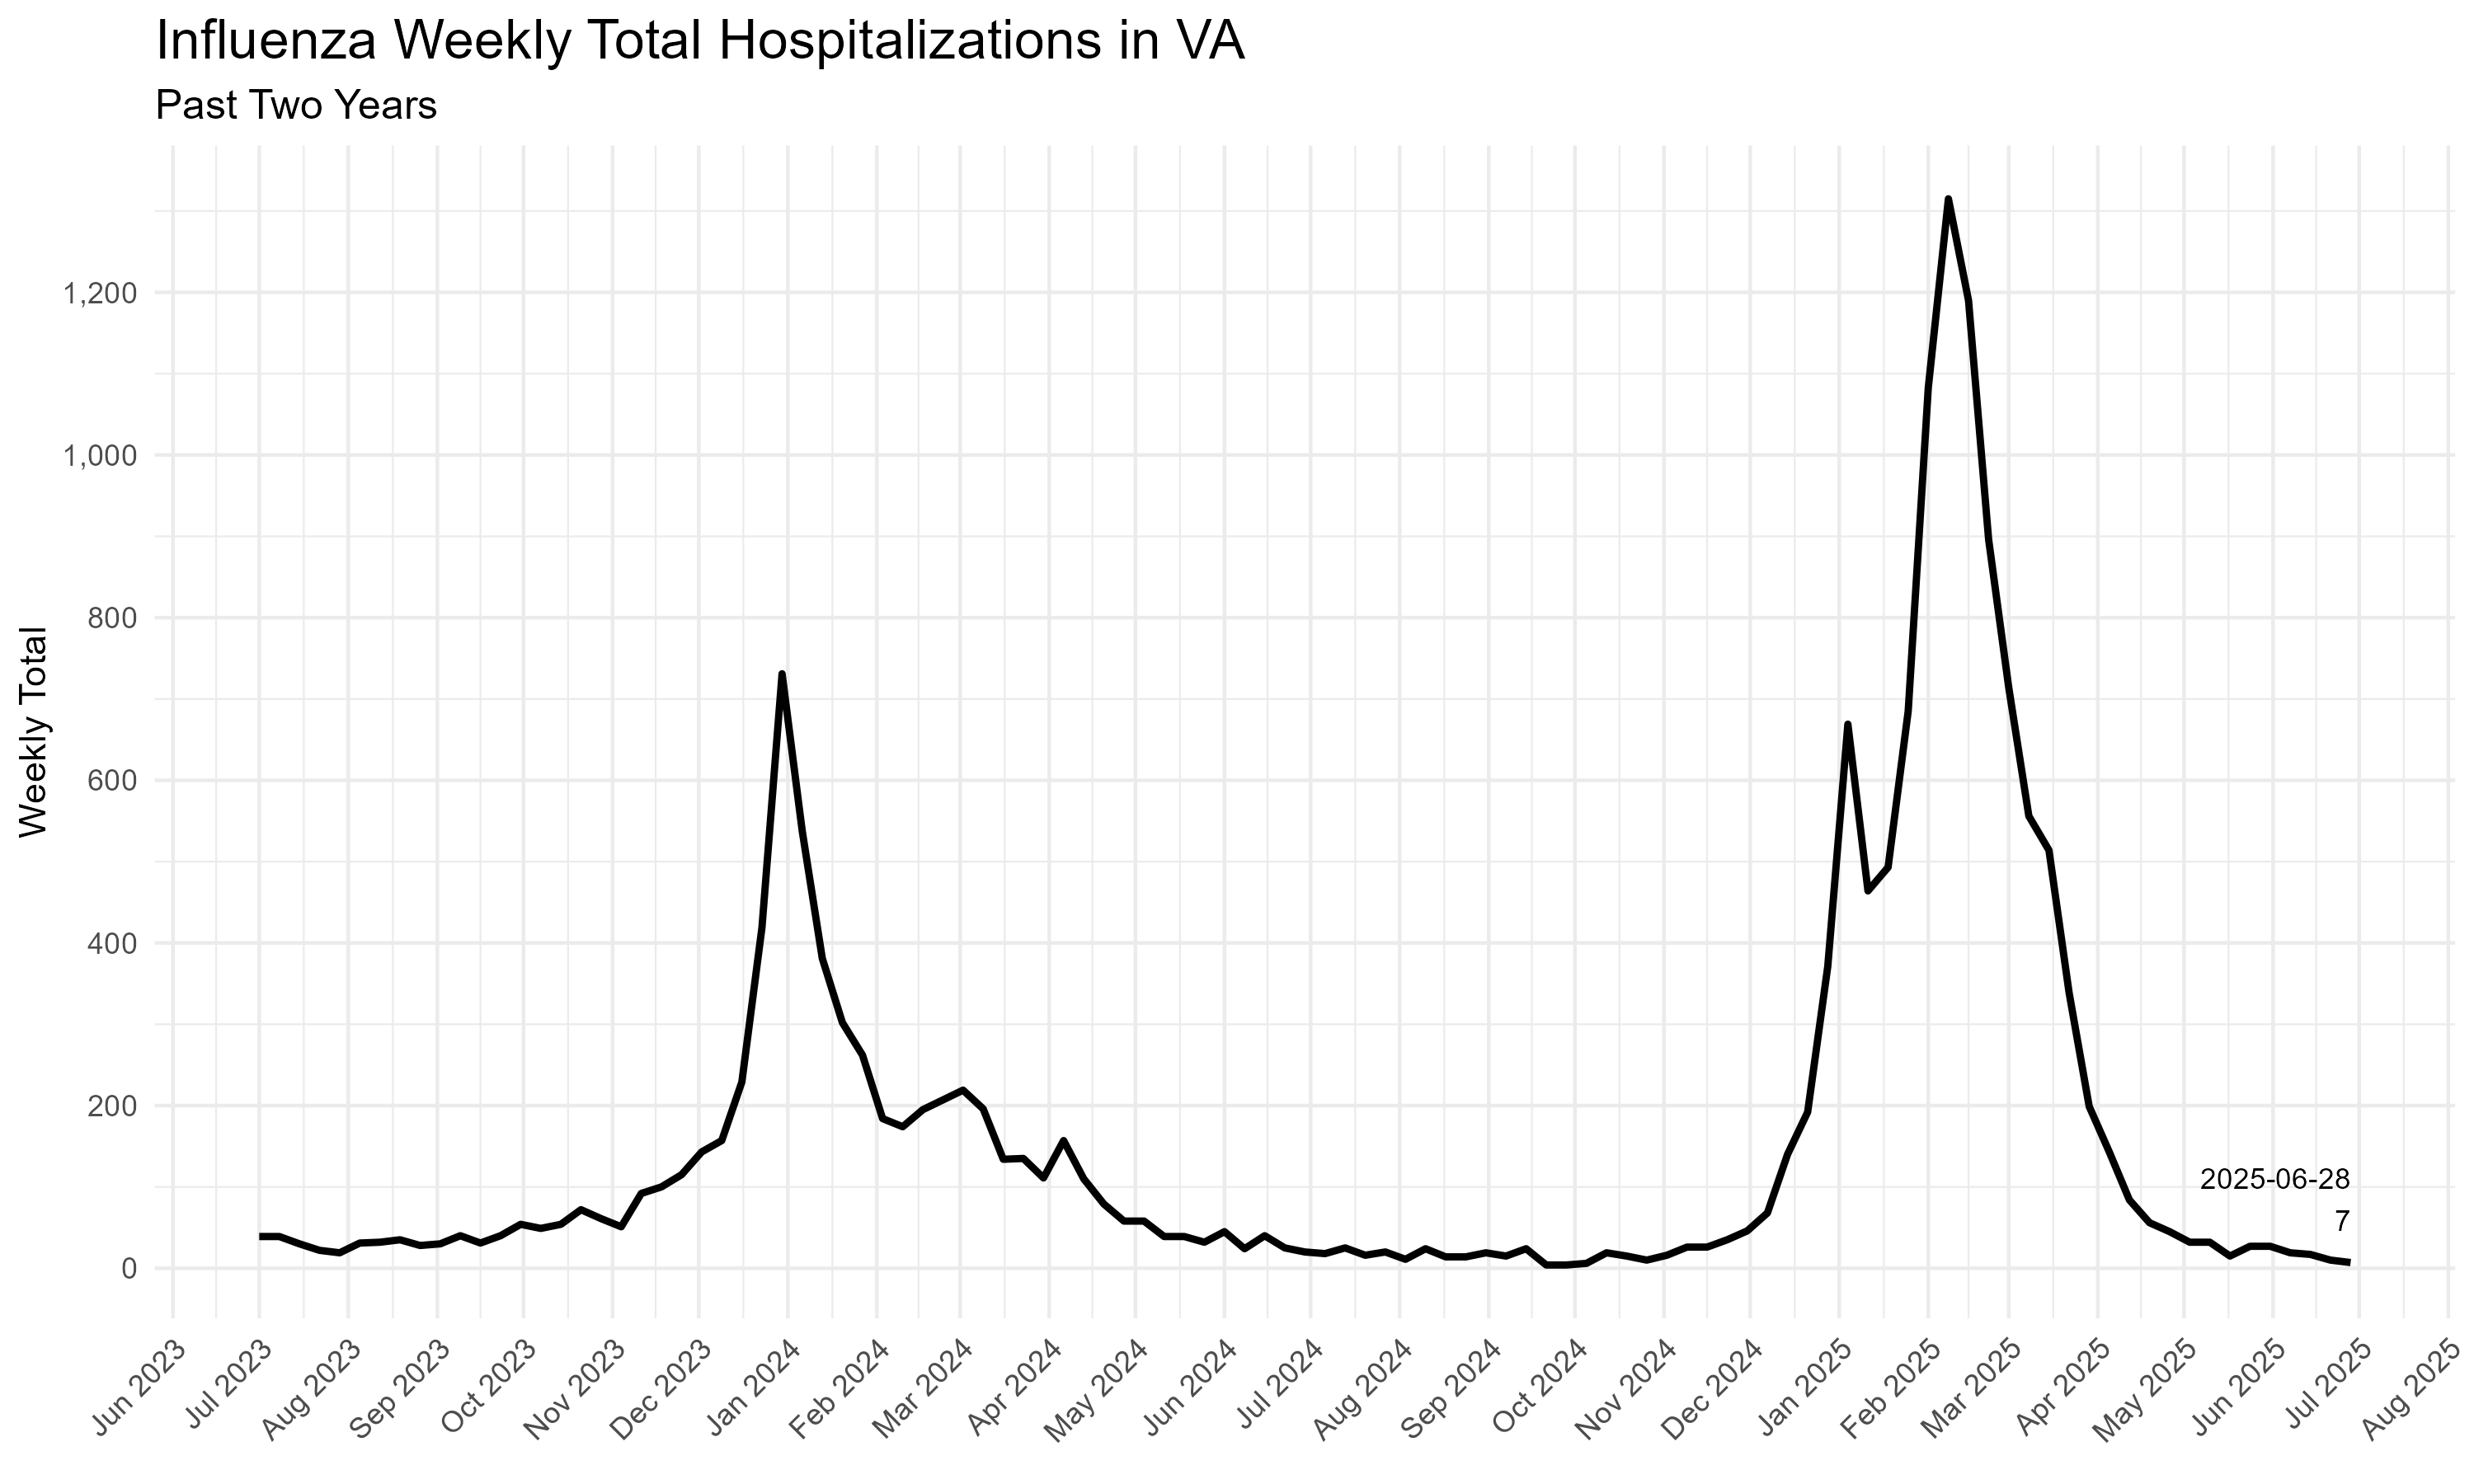 Influenza Weekly Total Hospitalizations in VA
Past Two Years
Weekly Total
1,200
1,000
800
600
400
200
0
2025-06-28
7
Jun 2023
Jul 2023
Aug 2023
Sep 2023
Oct 2023
Nov 2023
Dec 2023
Jan 2024
Feb 2024
Mar 2024
Apr 2024
May 2024
Jun 2024
Jul 2024
Aug 2024
Sep 2024
Oct 2024
Nov 2024
Dec 2024
Jan 2025
Feb 2025
Mar 2025
Apr 2025
May 2025
Jun 2025
Jul 2025
Aug 2025